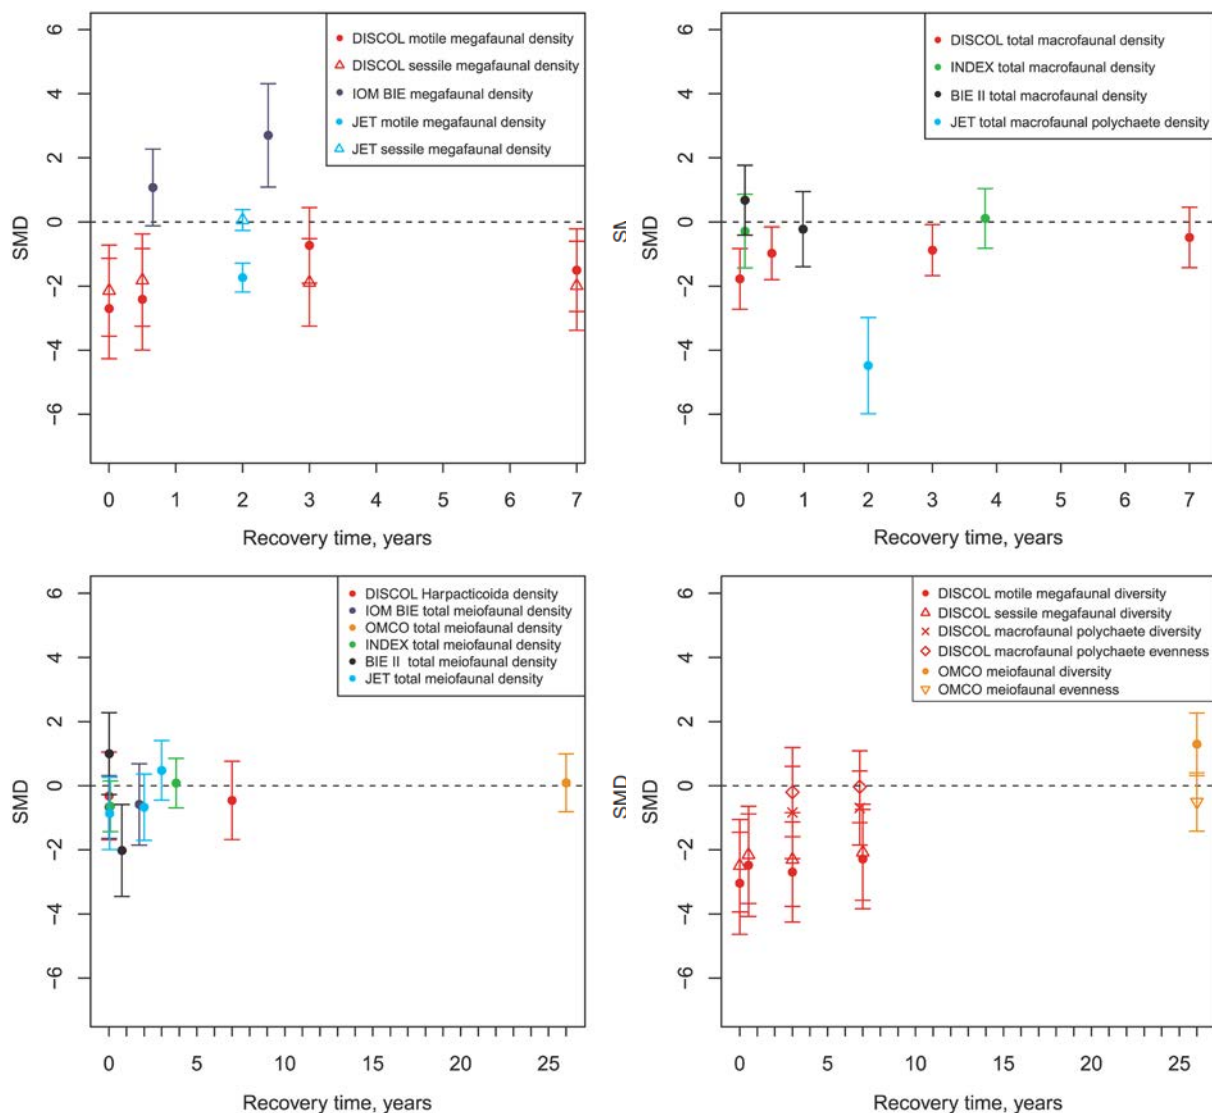 6
4
2
0
−2
−4
−6
SMD
DISCOL motile megafaunal density
DISCOL sessile megafaunal density
IOM BIE megafaunal density
JET motile megafaunal density
JET sessile megafaunal density
0 1 2 3 4 5 6 7
Recovery time, years
6
4
2
0
−2
−4
−6
DISCOL total macrofaunal density
INDEX total macrofaunal density
BIE II total macrofaunal density
JET total macrofaunal polychaete density
0 1 2 3 4 5 6 7
Recovery time, years
6
4
2
0
−2
−4
−6
SMD
DISCOL Harpacticoida density
IOM BIE total meiofaunal density
OMCO total meiofaunal density
INDEX total meiofaunal density
BIE II total meiofaunal density
JET total meiofaunal density
0 5 10 15 20 25
Recovery time, years
6
4
2
0
−2
−4
−6
SMD
DISCOL motile megafaunal diversity
DISCOL sessile megafaunal diversity
DISCOL macrofaunal polychaete diversity
DISCOL macrofaunal polychaete evenness
OMCO meiofaunal diversity
OMCO meiofaunal evenness
0 5 10 15 20 25
Recovery time, years